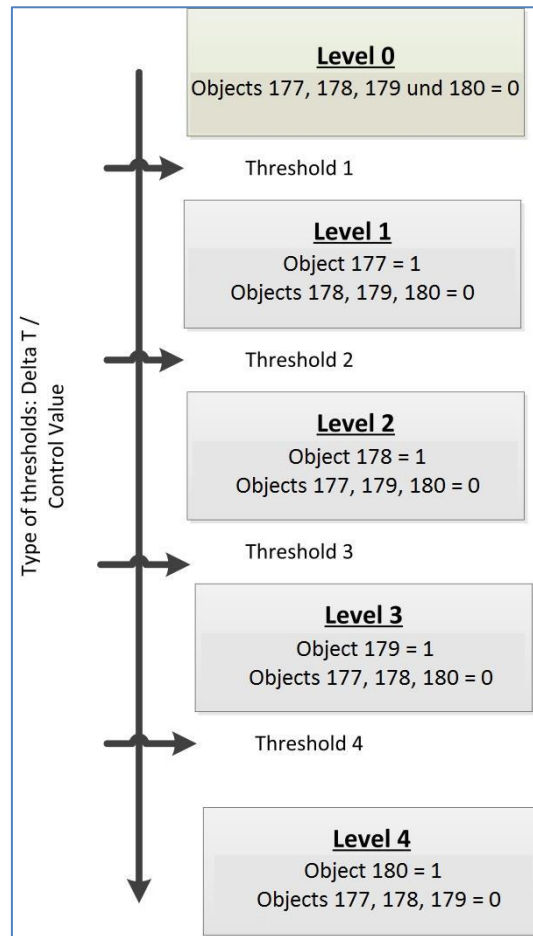 Level 0
Objects 177, 178, 179 und 180 = 0
Threshold 1
Level 1
Object 177 = 1
Objects 178, 179, 180 = 0
Threshold 2
Level 2
Object 178 = 1
Objects 177, 179, 180 = 0
Threshold 3
Level 3
Object 179 = 1
Objects 177, 178, 180 = 0
Threshold 4
Level 4
Object 180 = 1
Objects 177, 178, 179 = 0
Type of thresholds: Delta T /
Control Value